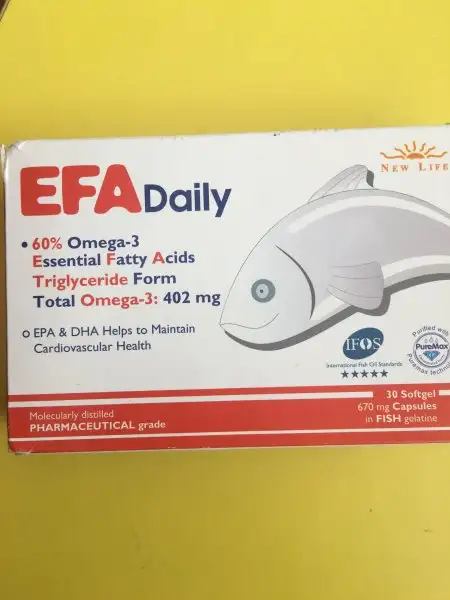 NEW LIFE
EFA Daily
• 60% Omega-3
Essential Fatty Acids
Triglyceride Form
Total Omega-3: 402 mg
o EPA & DHA Helps to Maintain
Cardiovascular Health
IFOS
International Fish Oil Standards
★★★★★
Purified with
PureMax
Puremax
Molecularly distilled
PHARMACEUTICAL grade
30 Softgel
670 mg Capsules
in FISH gelatine